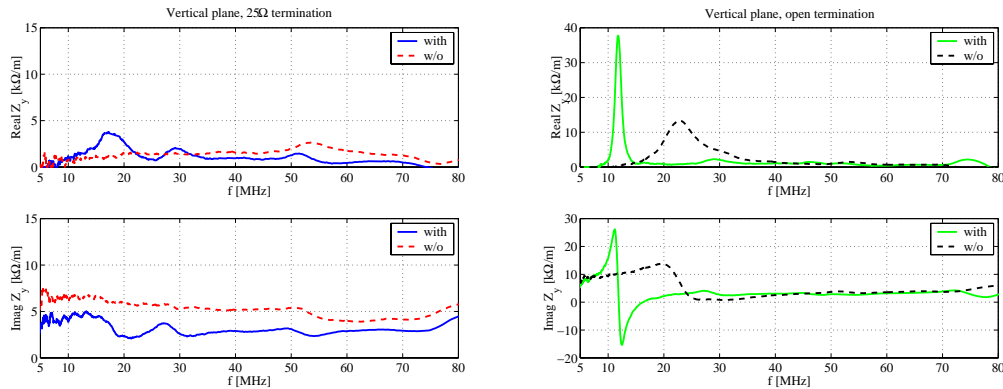 Vertical plane, 25Ω termination
15
10
5
0
Real Z_y [kΩ/m]
with
w/o
5 10 20 30 40 50 60 70 80
f [MHz]
Vertical plane, open termination
40
30
20
10
0
Real Z_y [kΩ/m]
with
w/o
5 10 20 30 40 50 60 70 80
f [MHz]
15
10
5
0
Imag Z_y [kΩ/m]
with
w/o
5 10 20 30 40 50 60 70 80
f [MHz]
30
20
10
0
−10
−20
Imag Z_y [kΩ/m]
with
w/o
5 10 20 30 40 50 60 70 80
f [MHz]